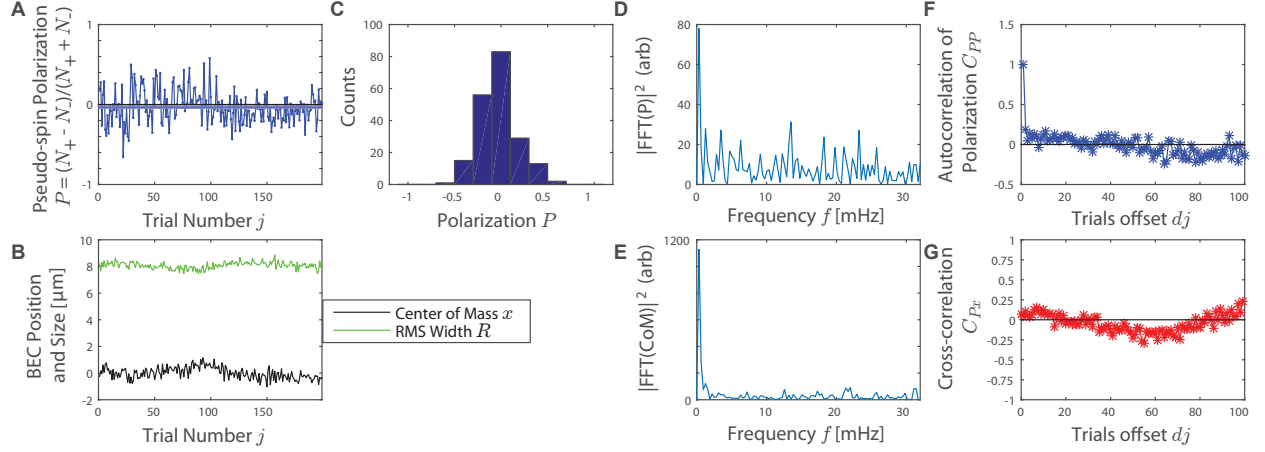 A
Pseudo-spin Polarization
P = (N+ - N-)/(N+ + N-)
1
0
-1
0
50
100
150
Trial Number j
B
BEC Position
and Size [µm]
10
8
6
4
2
0
-2
0
50
100
150
Trial Number j
C
Counts
100
80
60
40
20
0
-1
-0.5
0
0.5
1
Polarization P
Center of Mass x
RMS Width R
D
|FFT(P)|² (arb)
80
60
40
20
0
0
10
20
30
Frequency f [mHz]
E
|FFT(CoM)|² (arb)
1200
0
0
10
20
30
Frequency f [mHz]
F
Autocorrelation of
Polarization CPP
1.5
1
0.5
0
-0.5
0
20
40
60
80
100
Trials offset dj
G
Cross-correlation
CPx
1
0.75
0.5
0.25
0
-0.25
-0.5
-0.75
-1
0
20
40
60
80
100
Trials offset dj